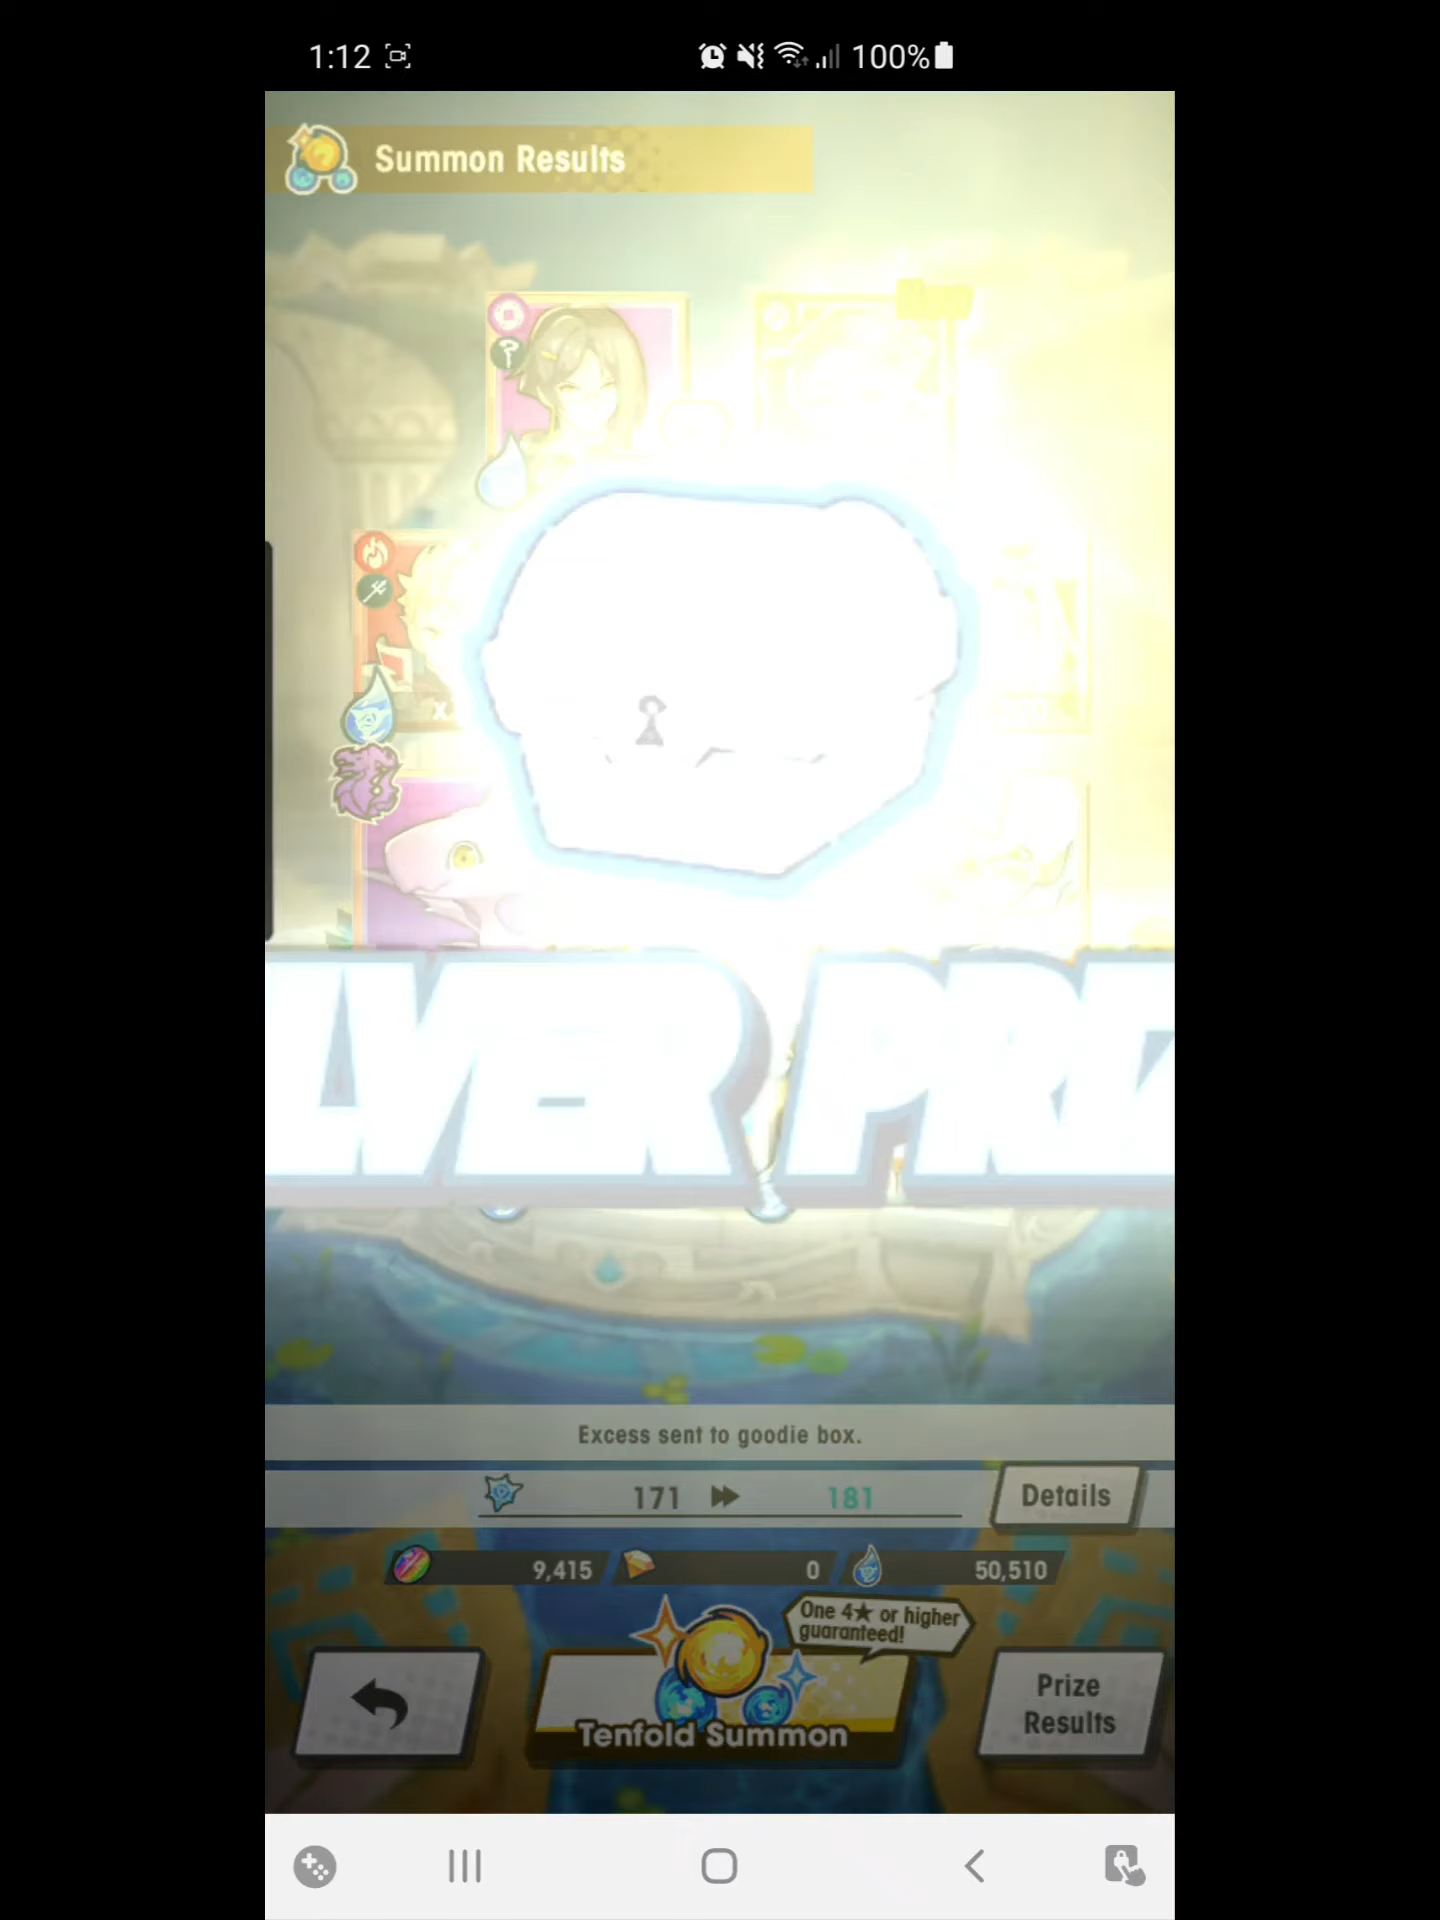 1:12
100%
Summon Results
LVER PRIZ
Excess sent to goodie box.
171
181
Details
9,415
0
50,510
One 4★ or higher
guaranteed!
Tenfold Summon
Prize
Results